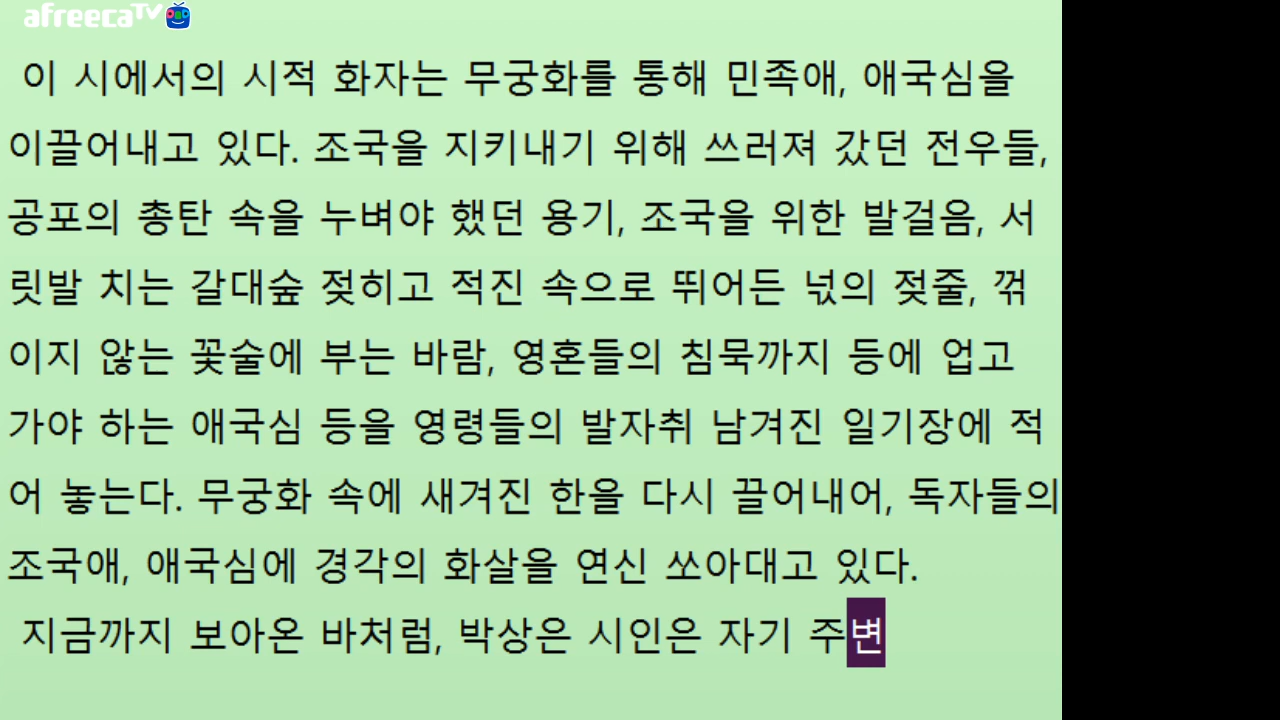 afreecaTV
이 시에서의 시적 화자는 무궁화를 통해 민족애, 애국심을
이끌어내고 있다. 조국을 지키내기 위해 쓰러져 갔던 전우들,
공포의 총탄 속을 누벼야 했던 용기, 조국을 위한 발걸음, 서
릿발 치는 갈대숲 젖히고 적진 속으로 뛰어든 넋의 젖줄, 꺾
이지 않는 꽃술에 부는 바람, 영혼들의 침묵까지 등에 업고
가야 하는 애국심 등을 영령들의 발자취 남겨진 일기장에 적
어 놓는다. 무궁화 속에 새겨진 한을 다시 끌어내어, 독자들의
조국애, 애국심에 경각의 화살을 연신 쏘아대고 있다.
지금까지 보아온 바처럼, 박상은 시인은 자기 주변